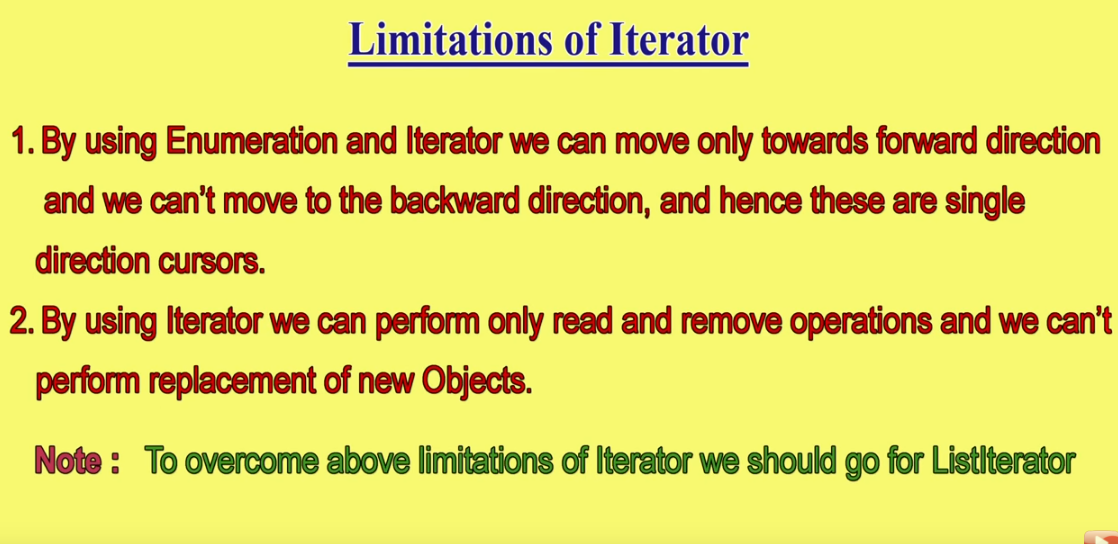 Limitations of Iterator
1. By using Enumeration and Iterator we can move only towards forward direction
and we can't move to the backward direction, and hence these are single
direction cursors.
2. By using Iterator we can perform only read and remove operations and we can't
perform replacement of new Objects.
Note : To overcome above limitations of Iterator we should go for ListIterator